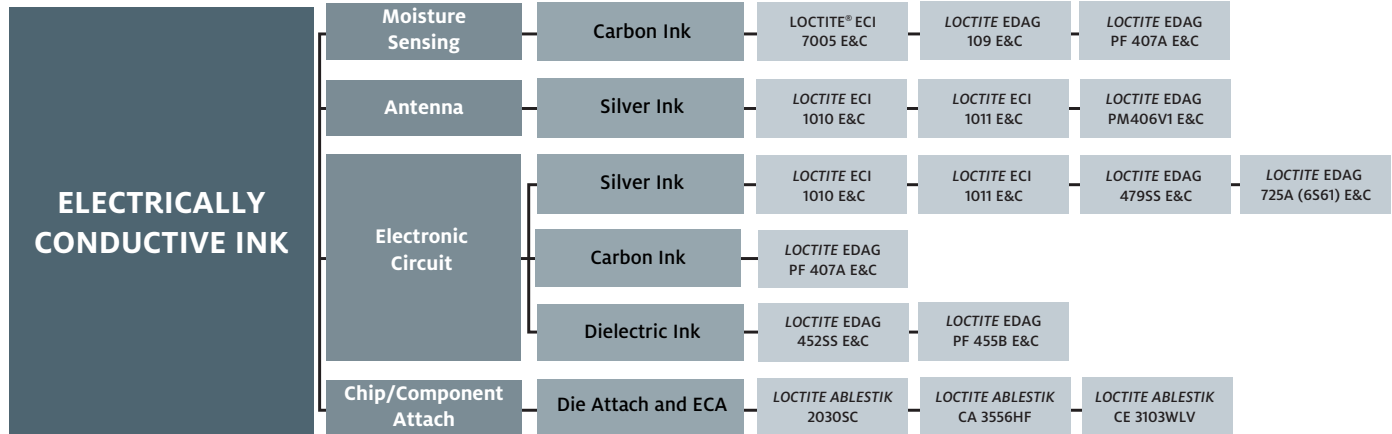 ELECTRICALLY
CONDUCTIVE INK
Moisture
Sensing
Carbon Ink
LOCTITE® ECI
7005 E&C
LOCTITE EDAG
109 E&C
LOCTITE EDAG
PF 407A E&C
Antenna
Silver Ink
LOCTITE ECI
1010 E&C
LOCTITE ECI
1011 E&C
LOCTITE EDAG
PM406V1 E&C
Electronic
Circuit
Silver Ink
LOCTITE ECI
1010 E&C
LOCTITE ECI
1011 E&C
LOCTITE EDAG
479SS E&C
LOCTITE EDAG
725A (6S61) E&C
Carbon Ink
LOCTITE EDAG
PF 407A E&C
Dielectric Ink
LOCTITE EDAG
452SS E&C
LOCTITE EDAG
PF 455B E&C
Chip/Component
Attach
Die Attach and ECA
LOCTITE ABLESTIK
2030SC
LOCTITE ABLESTIK
CA 3556HF
LOCTITE ABLESTIK
CE 3103WLV